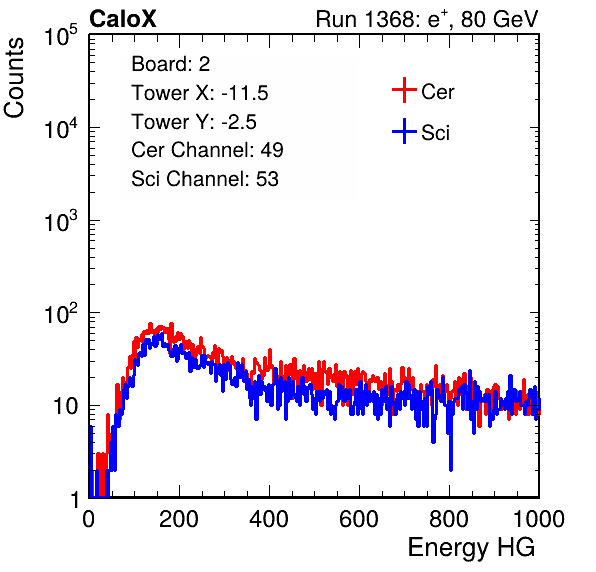 CaloX Run 1368: e⁺, 80 GeV
Counts
10⁵
10⁴
10³
10²
10
1
Board: 2
Tower X: -11.5
Tower Y: -2.5
Cer Channel: 49
Sci Channel: 53
Cer
Sci
0 200 400 600 800 1000
Energy HG